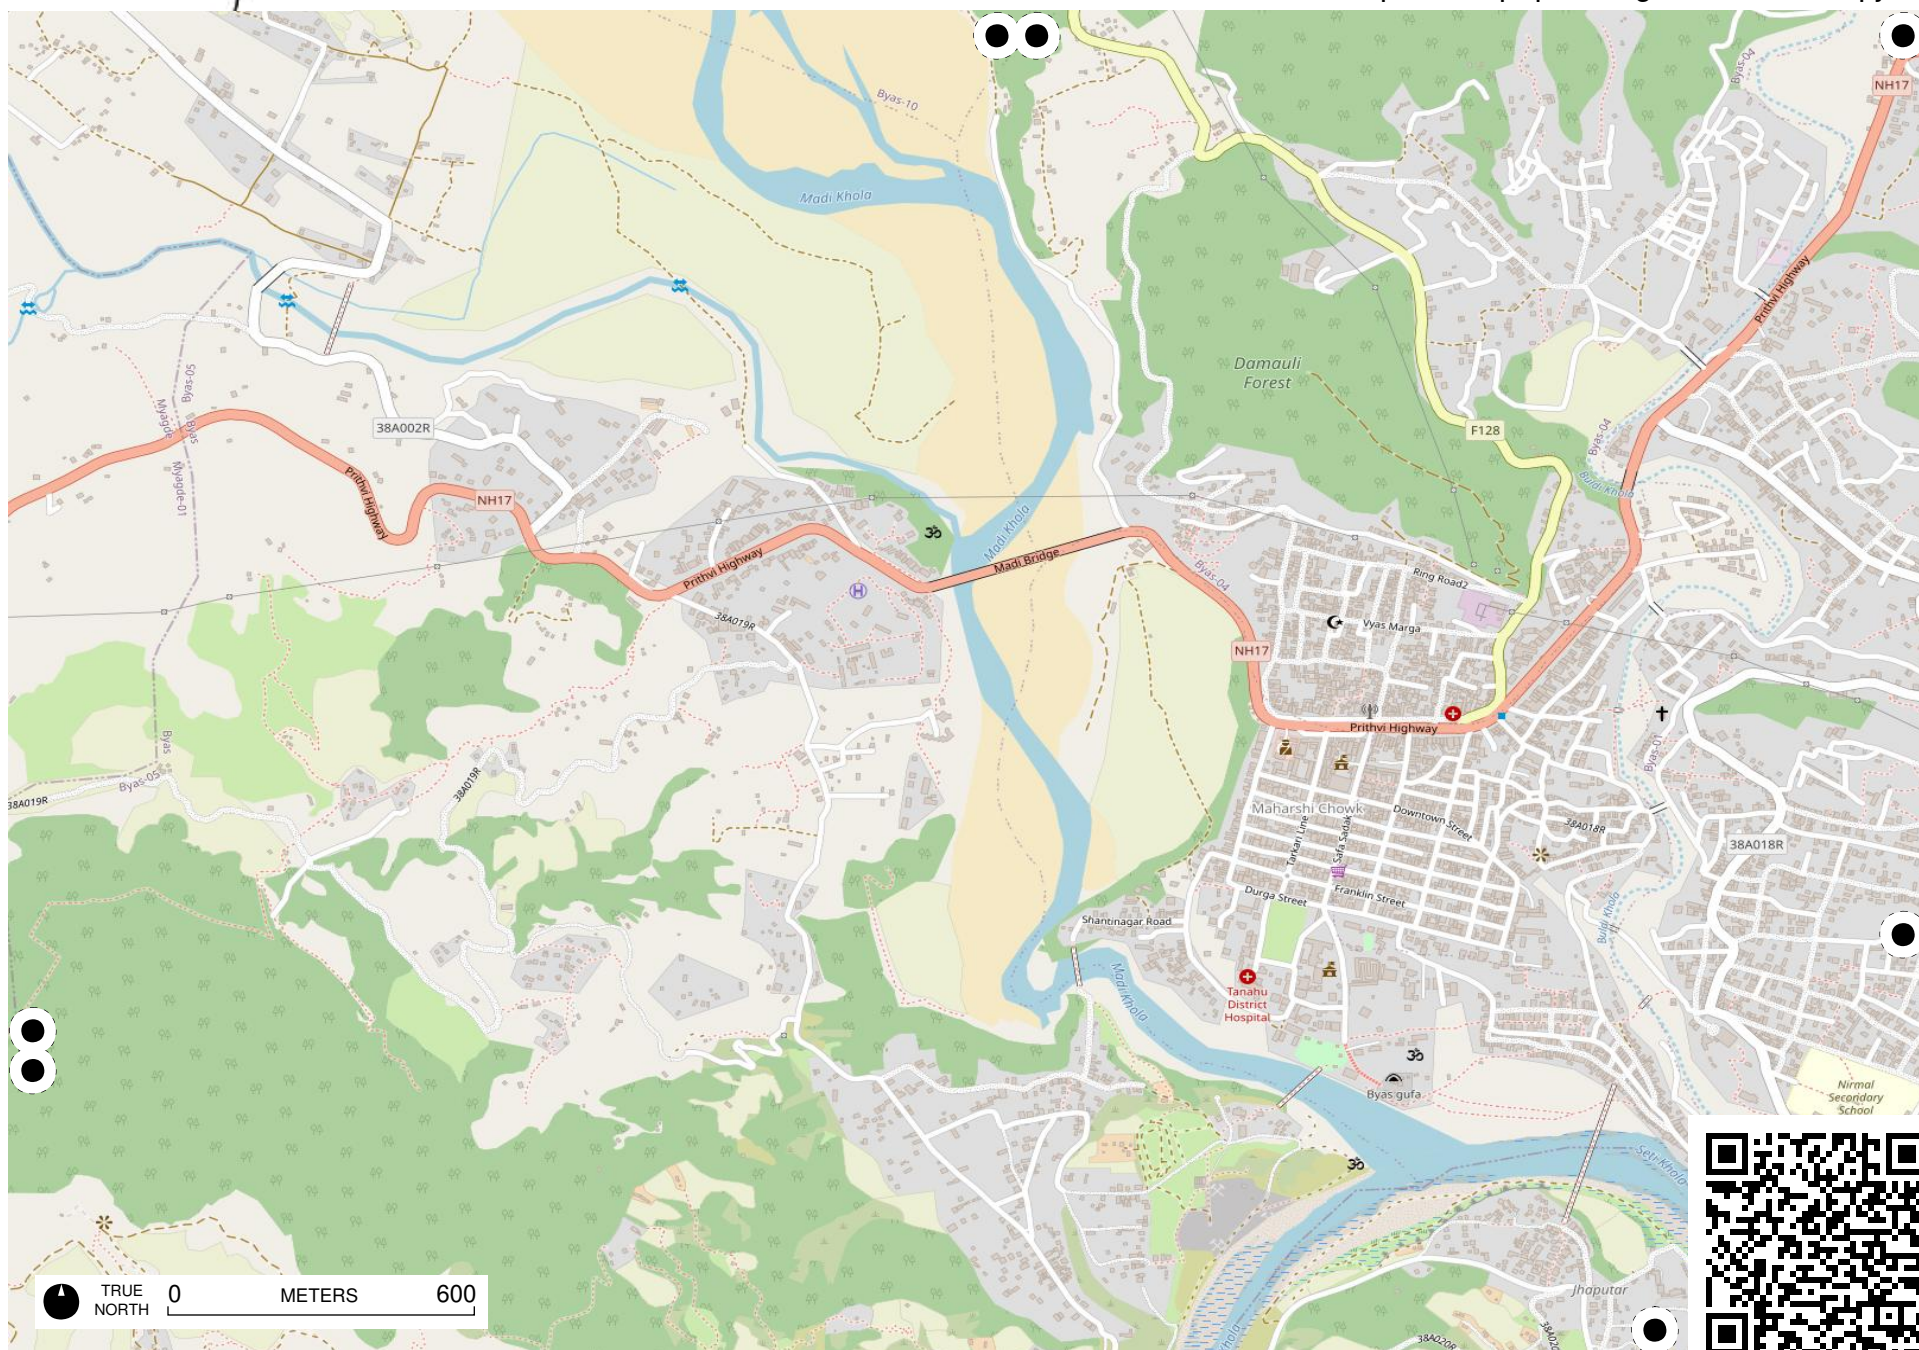 Byas-10
Byas-04
NH17
Madi Khola
Prithvi Highway
Byas-05
Byas
Myagde
Myagde-01
Damauli
Forest
38A002R
F128
Byas-04
Buldi Khola
Prithvi Highway
NH17
Prithvi Highway
Madi Khola
Madi Bridge
Byas-04
Ring Road2
Vyas Marga
38A019R
NH17
Prithvi Highway
Byas
Byas-05
38A019R
38A019R
Byas-01
Maharshi Chowk
Downtown Street
38A018R
38A018R
Tarkari Line
Safa Sadak
Durga Street
Franklin Street
Shantinagar Road
Buldi Khola
Madi Khola
Tanahu
District
Hospital
Byas gufa
Nirmal
Secondary
School
Seti Khola
Jhaputar
38A020R
TRUE
NORTH
0 METERS 600